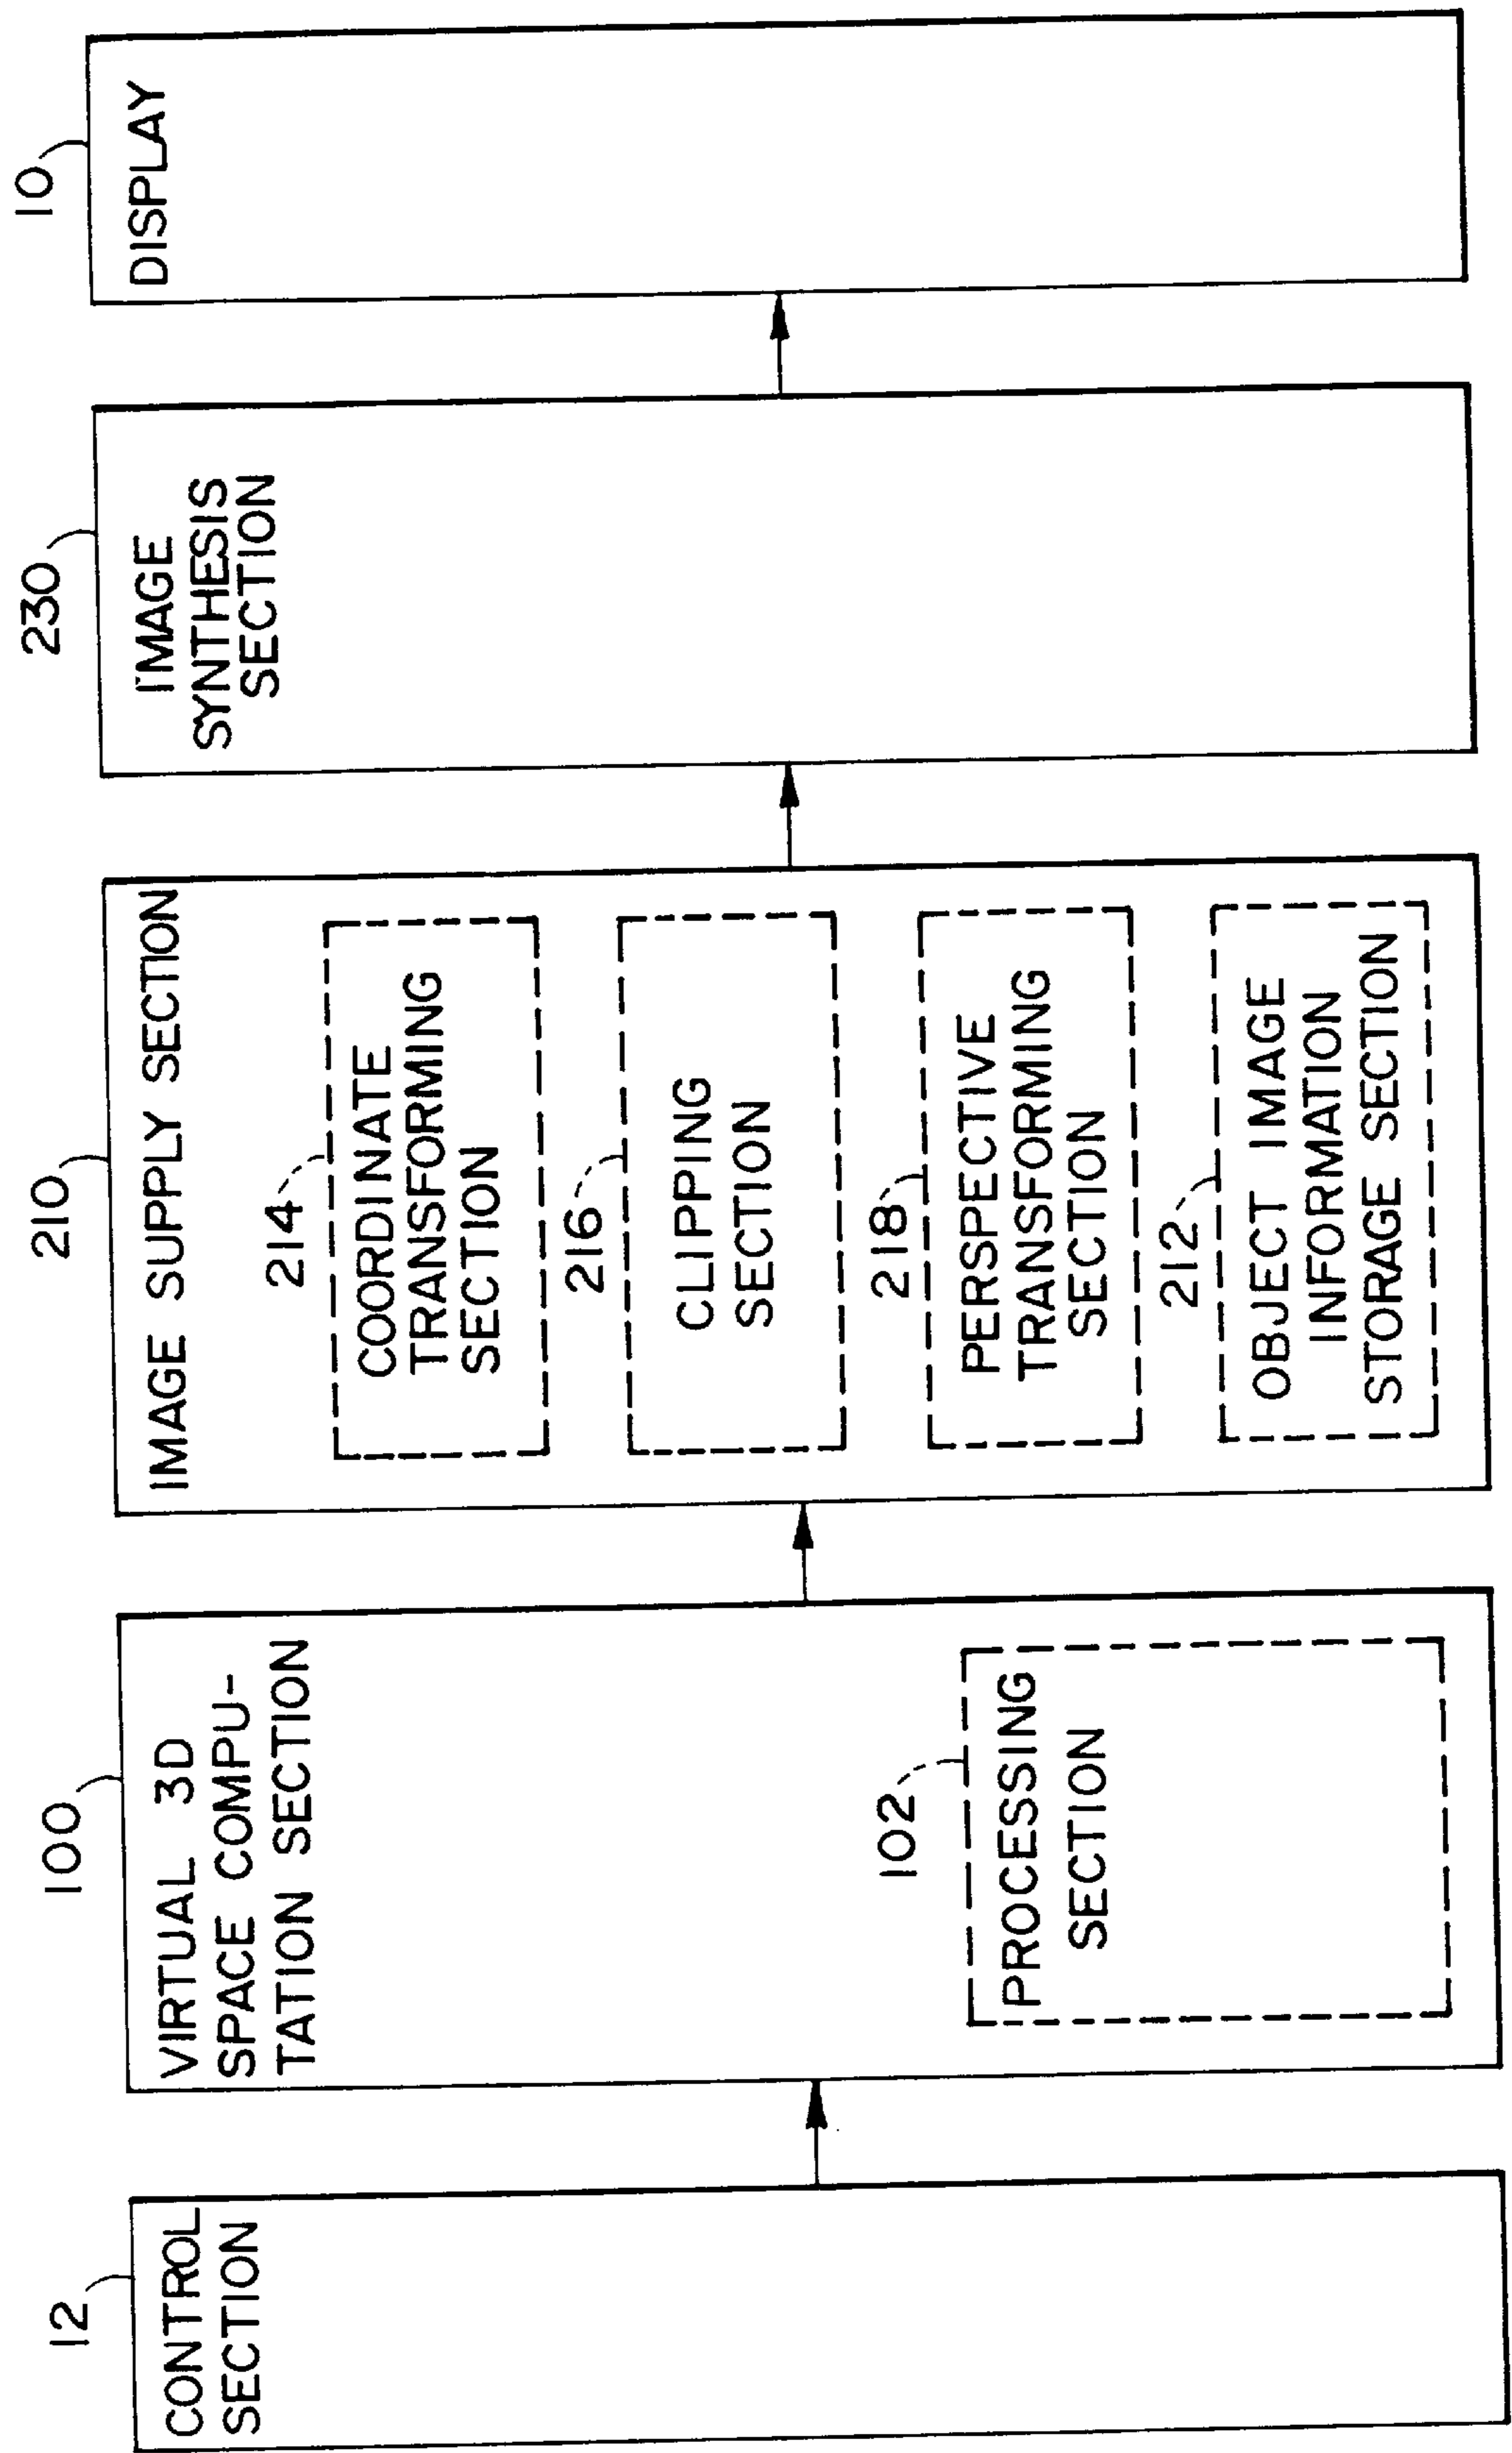 12
CONTROL
SECTION
100
VIRTUAL 3D
SPACE COMPU-
TATION SECTION
102
PROCESSING
SECTION
210
IMAGE SUPPLY SECTION
214
COORDINATE
TRANSFORMING
SECTION
216
CLIPPING
SECTION
218
PERSPECTIVE
TRANSFORMING
SECTION
212
OBJECT IMAGE
INFORMATION
STORAGE SECTION
230
IMAGE
SYNTHESIS
SECTION
10
DISPLAY